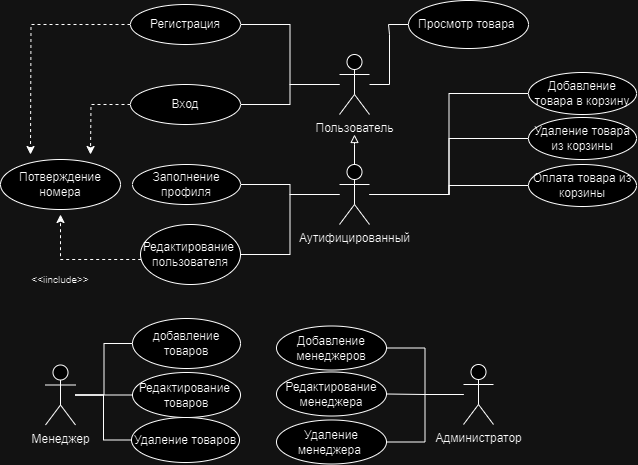 Регистрация
Просмотр товара
Вход
Пользователь
Добавление
товара в корзину
Удаление товара
из корзины
Потверждение
номера
Заполнение
профиля
Оплата товара из
корзины
Аутифицированный
Редактирование
пользователя
<<iinclude>>
добавление
товаров
Добавление
менеджеров
Редактирование
товаров
Редактирование
менеджера
Менеджер
Удаление товаров
Удаление
менеджера
Администратор